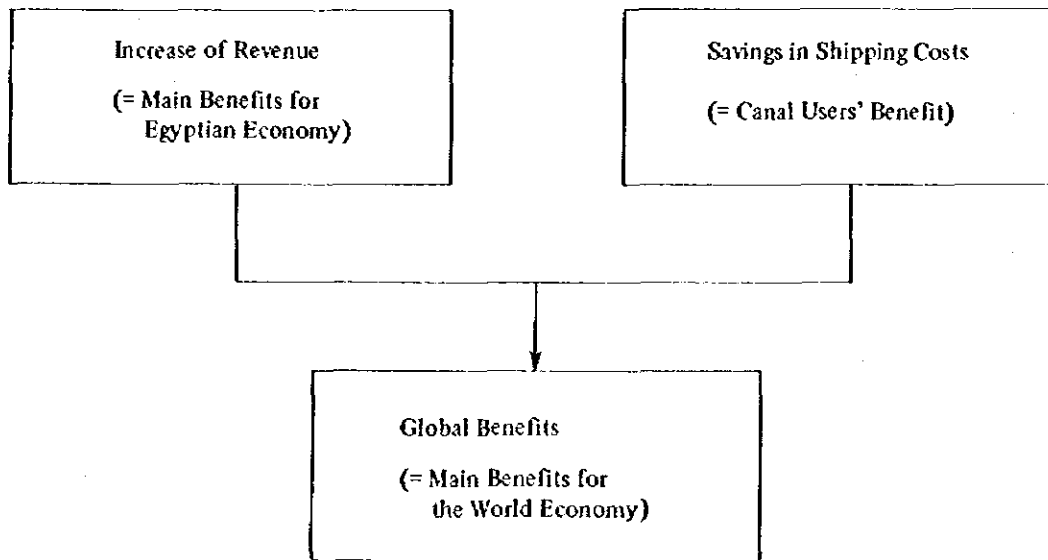 Increase of Revenue
(= Main Benefits for
Egyptian Economy)
Savings in Shipping Costs
(= Canal Users' Benefit)
Global Benefits
(= Main Benefits for
the World Economy)